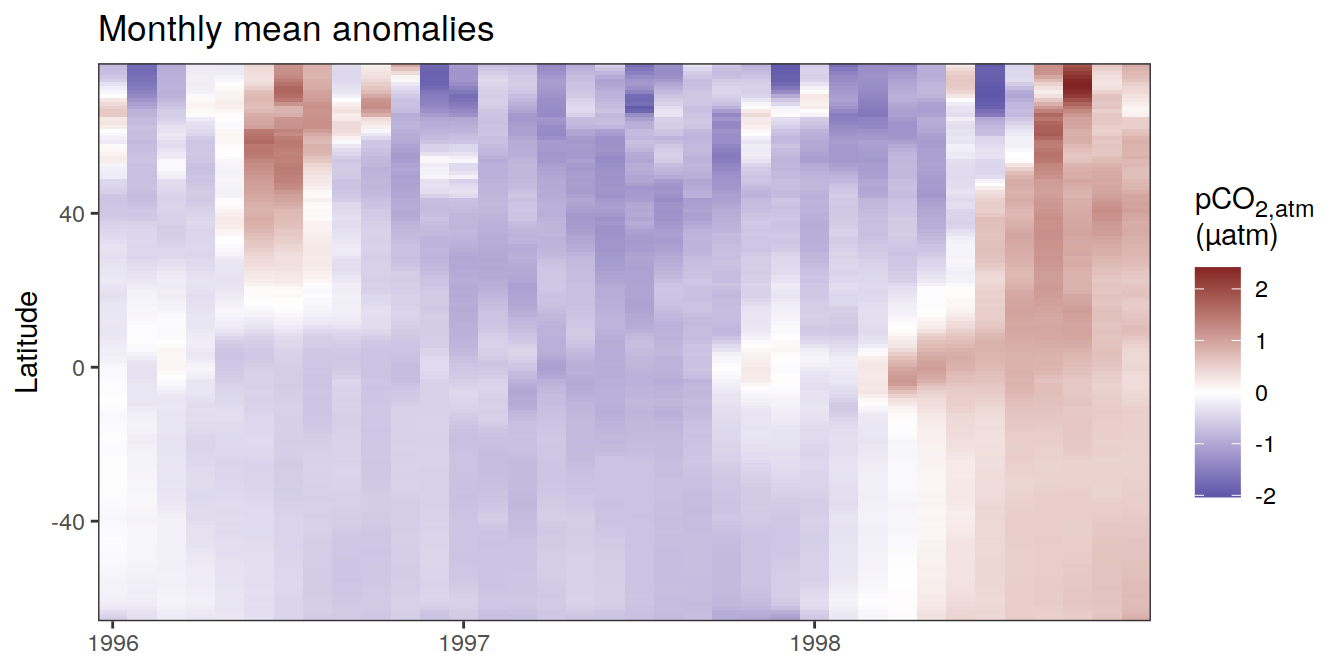 Monthly mean anomalies
Latitude
40
0
-40
1996
1997
1998
pCO2,atm
(µatm)
2
1
0
-1
-2